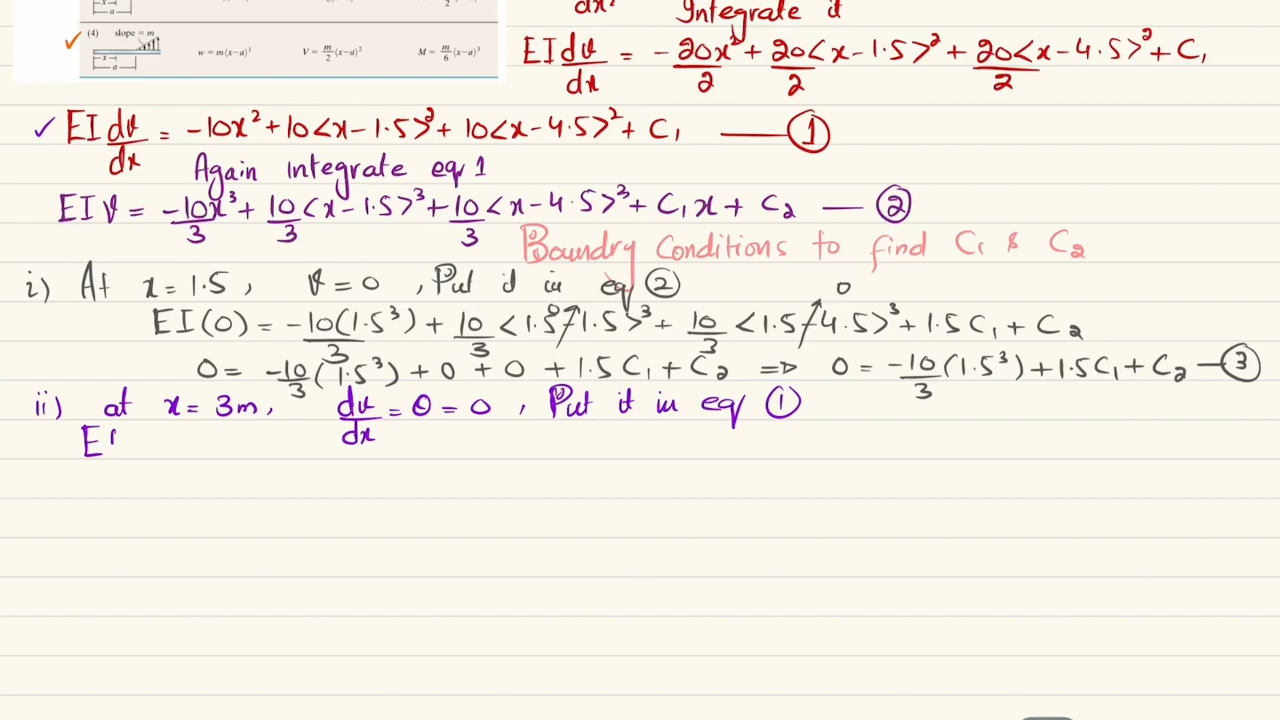 dx² Integrate it
(4) slope = m
w = m⟨x−a⟩¹ V = m/2 ⟨x−a⟩² M = m/6 ⟨x−a⟩³
x
a
EI dv/dx = -20x²/2 + 20/2 <x-1.5>² + 20/2 <x-4.5>² + C₁
✓ EI dv/dx = -10x² + 10<x-1.5>² + 10<x-4.5>² + C₁ —— ①
Again integrate eq 1
EIV = -10x³/3 + 10/3 <x-1.5>³ + 10/3 <x-4.5>³ + C₁x + C₂ — ②
Boundry Conditions to find C₁ & C₂
i) At x = 1.5, V = 0, Put it in eq ②
EI(0) = -10(1.5³)/3 + 10/3 <1.5-1.5>³ + 10/3 <1.5-4.5>³ + 1.5C₁ + C₂
0 0
0 = -10/3 (1.5³) + 0 + 0 + 1.5C₁ + C₂ ⇒ 0 = -10/3 (1.5³) + 1.5C₁ + C₂ — ③
ii) at x = 3m, dv/dx = θ = 0, Put it in eq ①
EI